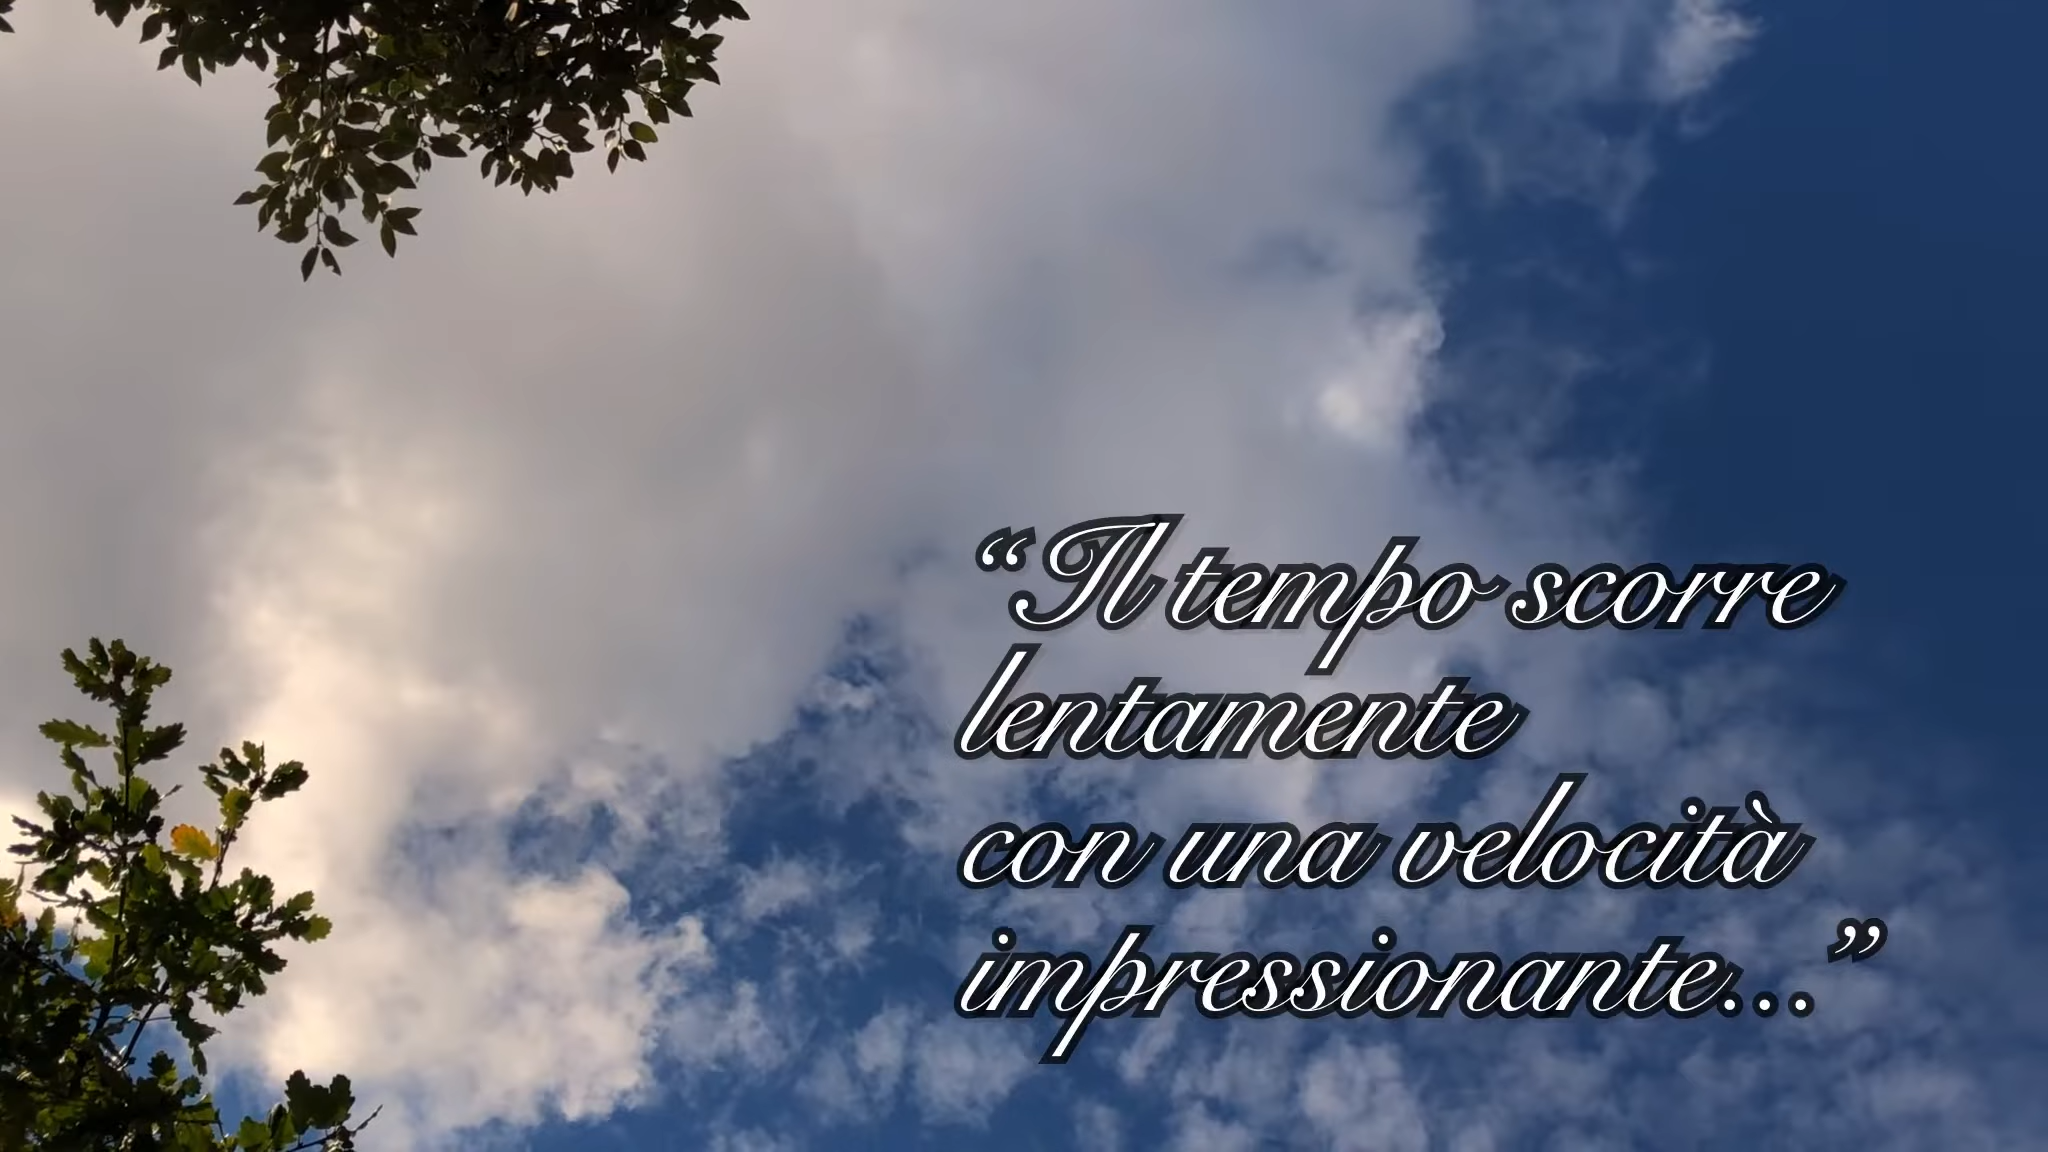 “Il tempo scorre
lentamente
con una velocità
impressionante...”